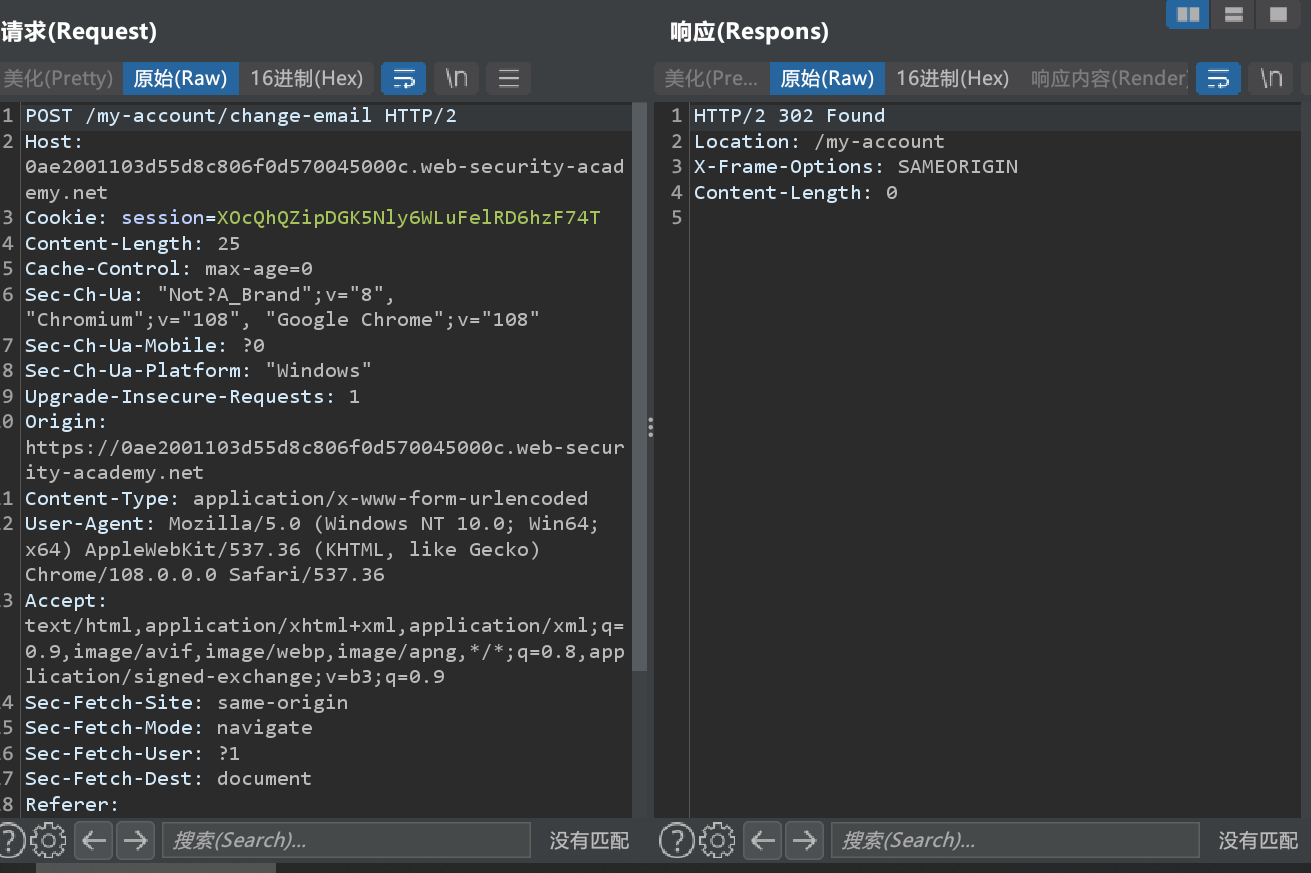 请求(Request)
美化(Pretty) 原始(Raw) 16进制(Hex) \n
1 POST /my-account/change-email HTTP/2
2 Host:
0ae2001103d55d8c806f0d570045000c.web-security-acad
emy.net
3 Cookie: session=XOcQhQZipDGK5Nly6WLuFelRD6hzF74T
4 Content-Length: 25
5 Cache-Control: max-age=0
6 Sec-Ch-Ua: "Not?A_Brand";v="8",
"Chromium";v="108", "Google Chrome";v="108"
7 Sec-Ch-Ua-Mobile: ?0
8 Sec-Ch-Ua-Platform: "Windows"
9 Upgrade-Insecure-Requests: 1
0 Origin:
https://0ae2001103d55d8c806f0d570045000c.web-secur
ity-academy.net
1 Content-Type: application/x-www-form-urlencoded
2 User-Agent: Mozilla/5.0 (Windows NT 10.0; Win64;
x64) AppleWebKit/537.36 (KHTML, like Gecko)
Chrome/108.0.0.0 Safari/537.36
3 Accept:
text/html,application/xhtml+xml,application/xml;q=
0.9,image/avif,image/webp,image/apng,*/*;q=0.8,app
lication/signed-exchange;v=b3;q=0.9
4 Sec-Fetch-Site: same-origin
5 Sec-Fetch-Mode: navigate
6 Sec-Fetch-User: ?1
7 Sec-Fetch-Dest: document
8 Referer:
? 搜索(Search)... 没有匹配
响应(Respons)
美化(Pre... 原始(Raw) 16进制(Hex) 响应内容(Render) \n
1 HTTP/2 302 Found
2 Location: /my-account
3 X-Frame-Options: SAMEORIGIN
4 Content-Length: 0
5
? 搜索(Search)... 没有匹配